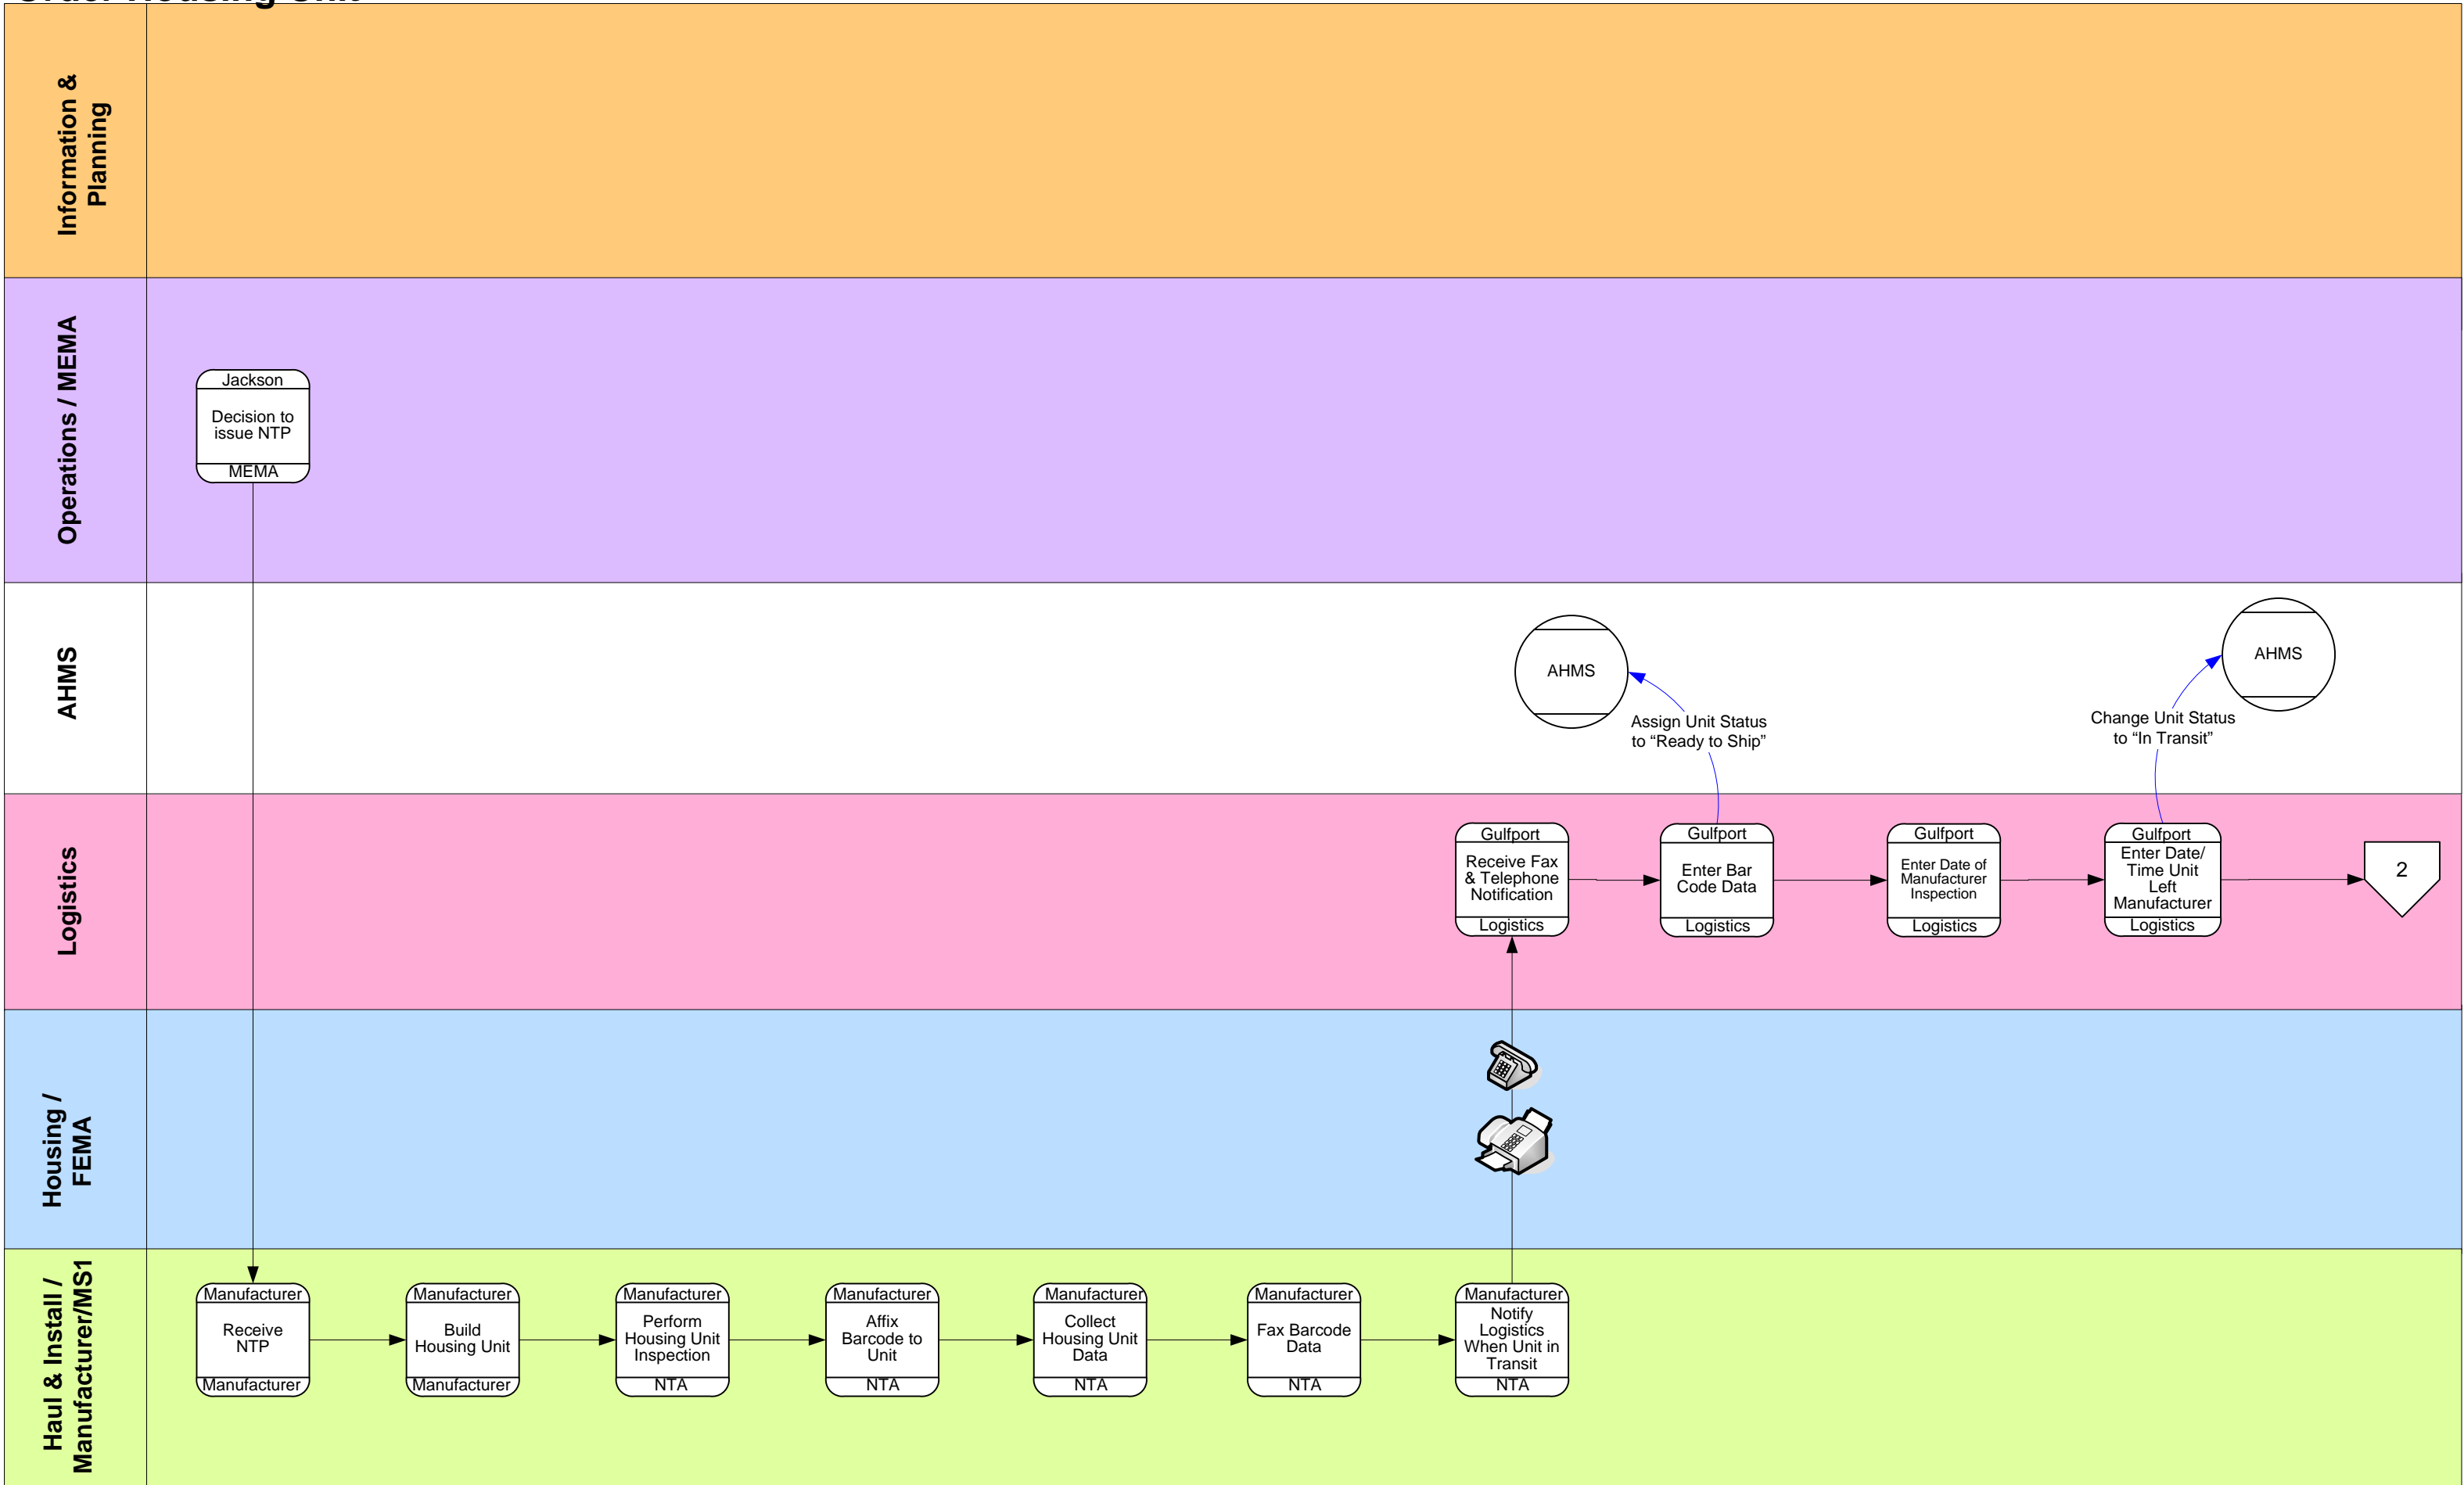 Order Housing Unit
Information &
Planning
Operations / MEMA
Jackson
Decision to
issue NTP
MEMA
AHMS
AHMS
Assign Unit Status
to “Ready to Ship”
AHMS
Change Unit Status
to “In Transit”
Logistics
Gulfport
Receive Fax
& Telephone
Notification
Logistics
Gulfport
Enter Bar
Code Data
Logistics
Gulfport
Enter Date of
Manufacturer
Inspection
Logistics
Gulfport
Enter Date/
Time Unit
Left
Manufacturer
Logistics
2
Housing /
FEMA
Haul & Install /
Manufacturer/MS1
Manufacturer
Receive
NTP
Manufacturer
Manufacturer
Build
Housing Unit
Manufacturer
Manufacturer
Perform
Housing Unit
Inspection
NTA
Manufacturer
Affix
Barcode to
Unit
NTA
Manufacturer
Collect
Housing Unit
Data
NTA
Manufacturer
Fax Barcode
Data
NTA
Manufacturer
Notify
Logistics
When Unit in
Transit
NTA